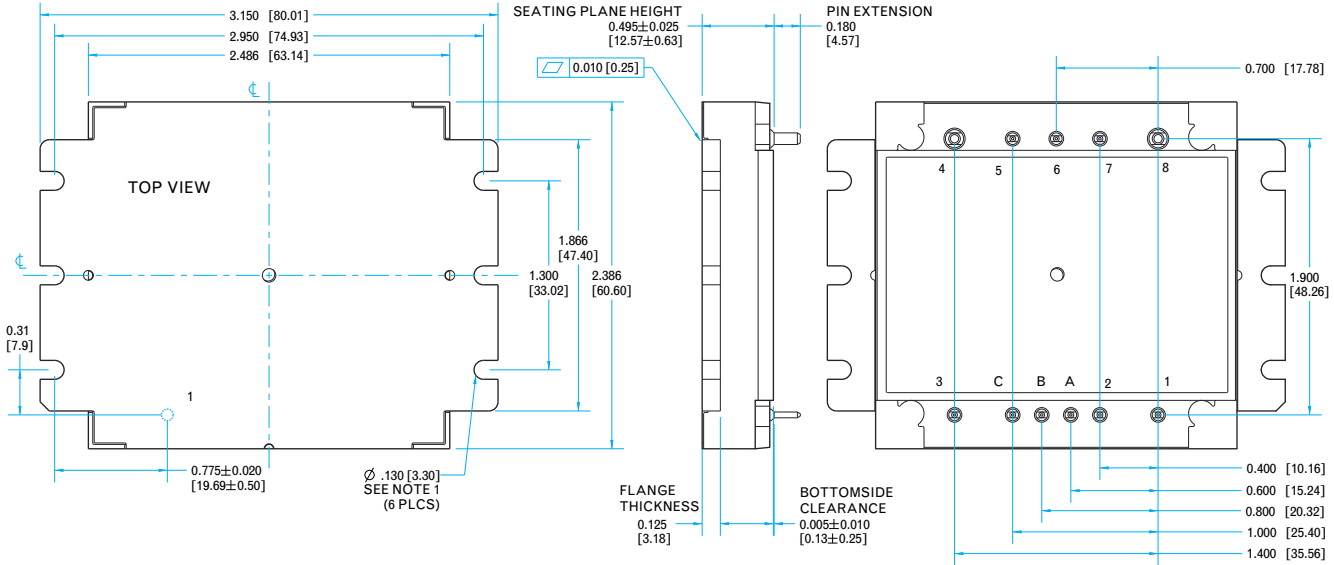 3.150 [80.01]
2.950 [74.93]
2.486 [63.14]
℄
TOP VIEW
℄
0.31
[7.9]
1
0.775±0.020
[19.69±0.50]
Ø .130 [3.30]
SEE NOTE 1
(6 PLCS)
1.300
[33.02]
1.866
[47.40]
2.386
[60.60]
SEATING PLANE HEIGHT
0.495±0.025
[12.57±0.63]
PIN EXTENSION
0.180
[4.57]
▱ 0.010 [0.25]
FLANGE
THICKNESS
0.125
[3.18]
BOTTOMSIDE
CLEARANCE
0.005±0.010
[0.13±0.25]
0.700 [17.78]
4 5 6 7 8
1.900
[48.26]
3 C B A 2 1
0.400 [10.16]
0.600 [15.24]
0.800 [20.32]
1.000 [25.40]
1.400 [35.56]